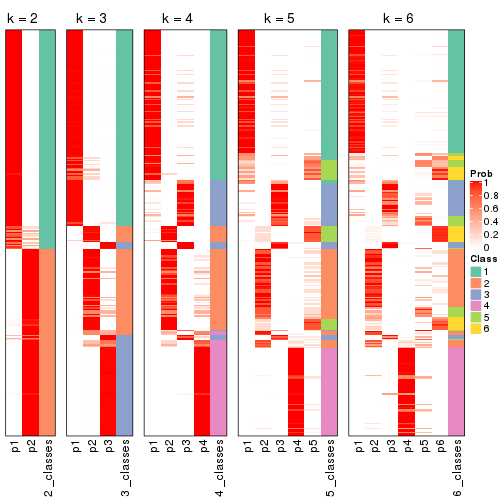 k = 2
k = 3
k = 4
k = 5
k = 6
Prob
1
0.8
0.6
0.4
0.2
0
Class
1
2
3
4
5
6
p1
p2
2_classes
p1
p2
p3
3_classes
p1
p2
p3
p4
4_classes
p1
p2
p3
p4
p5
5_classes
p1
p2
p3
p4
p5
p6
6_classes